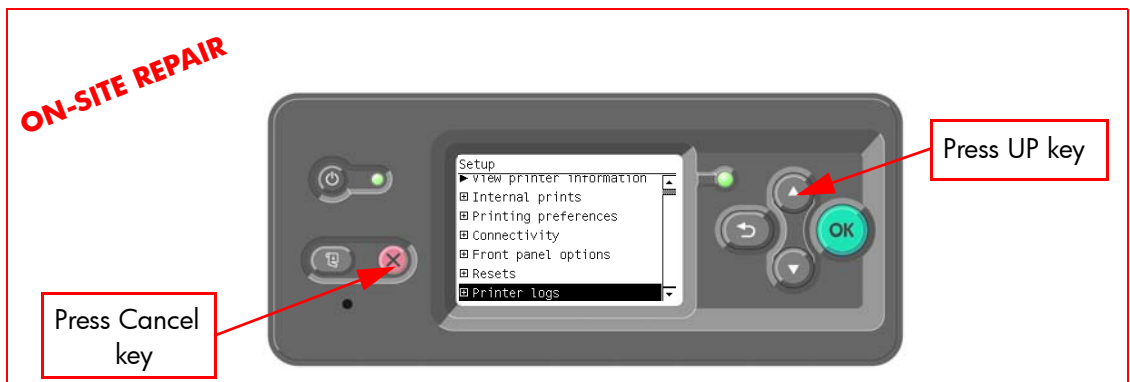 ON-SITE REPAIR
Press UP key
Setup
View printer information
Internal prints
Printing preferences
Connectivity
Front panel options
Resets
Printer logs
OK
Press Cancel
key